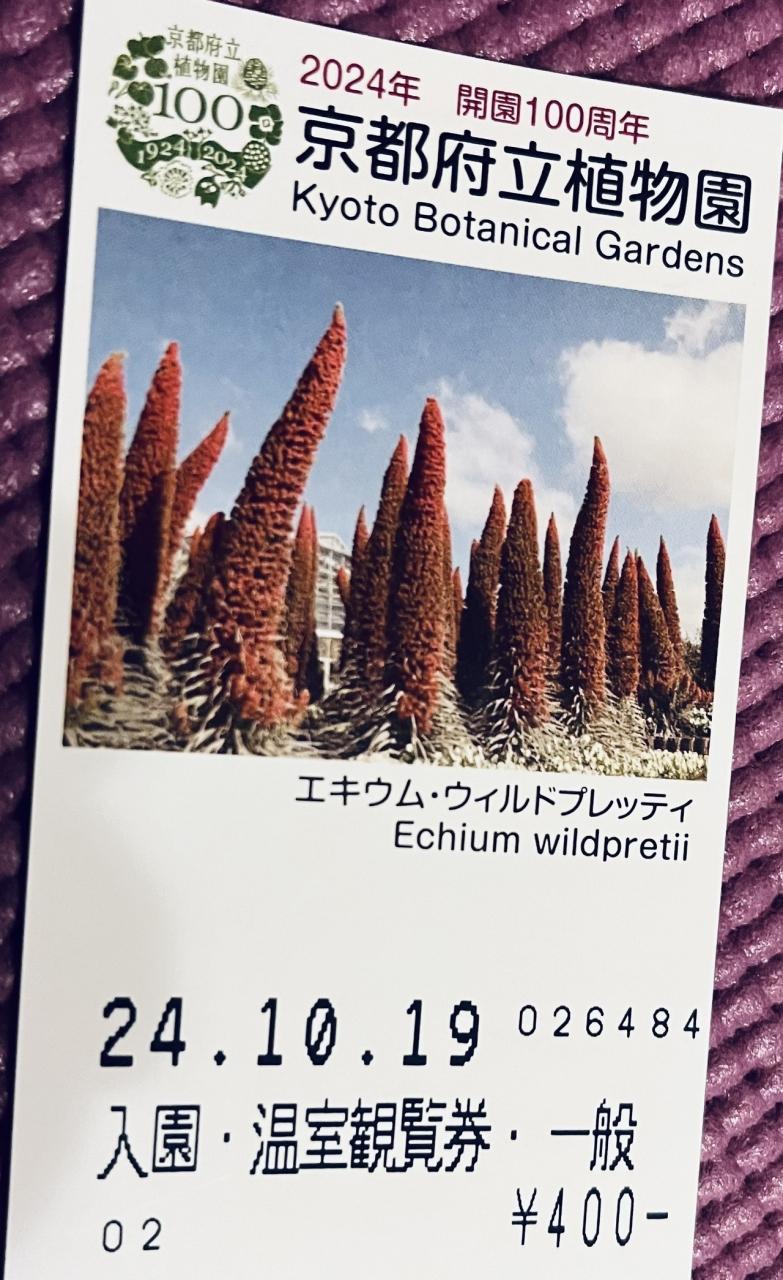 京都府立
植物園
100
1924 2024
2024年 開園100周年
京都府立植物園
Kyoto Botanical Gardens
エキウム・ウィルドプレッティ
Echium wildpretii
24.10.19 026484
入園・温室観覧券・一般
¥400-
02